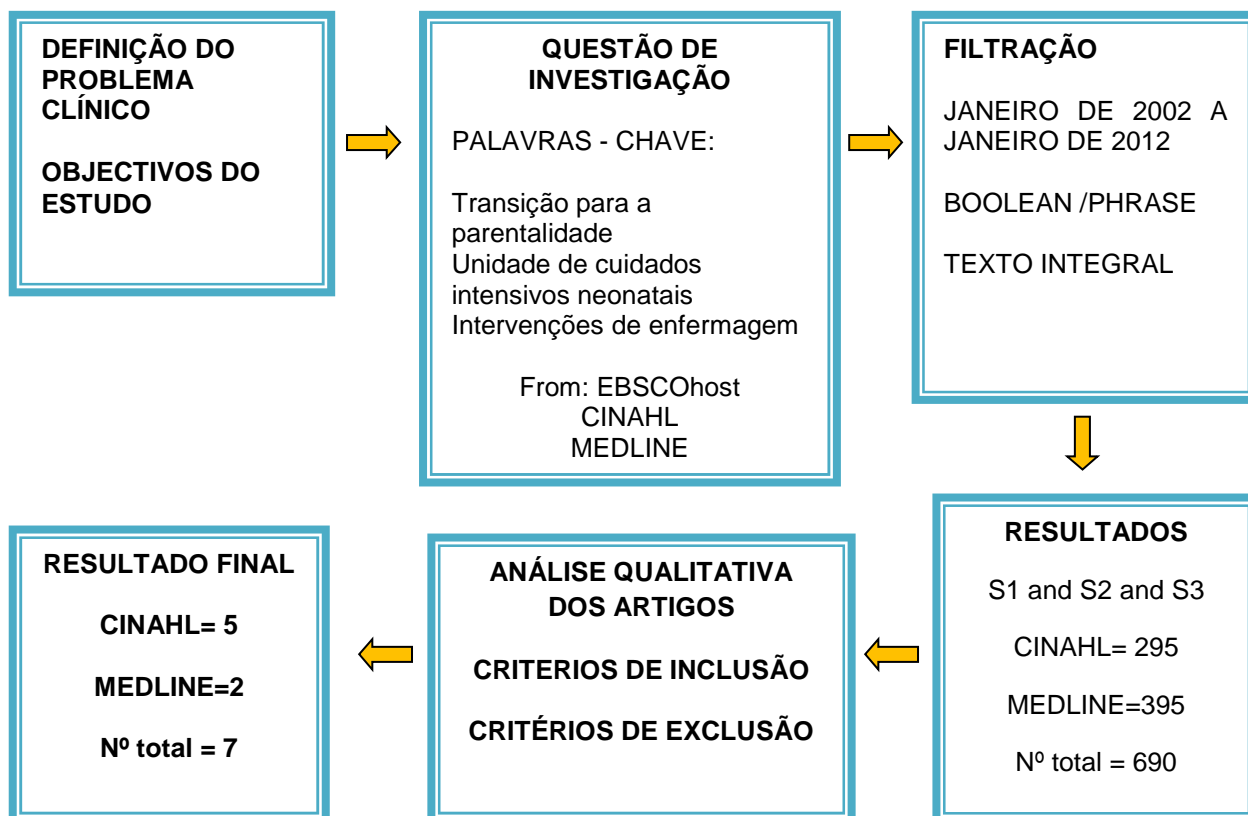 DEFINIÇÃO DO
PROBLEMA
CLÍNICO
OBJECTIVOS DO
ESTUDO
QUESTÃO DE
INVESTIGAÇÃO
PALAVRAS - CHAVE:
Transição para a
parentalidade
Unidade de cuidados
intensivos neonatais
Intervenções de enfermagem
From: EBSCOhost
CINAHL
MEDLINE
FILTRAÇÃO
JANEIRO DE 2002 A
JANEIRO DE 2012
BOOLEAN /PHRASE
TEXTO INTEGRAL
RESULTADOS
S1 and S2 and S3
CINAHL= 295
MEDLINE=395
Nº total = 690
ANÁLISE QUALITATIVA
DOS ARTIGOS
CRITERIOS DE INCLUSÃO
CRITÉRIOS DE EXCLUSÃO
RESULTADO FINAL
CINAHL= 5
MEDLINE=2
Nº total = 7